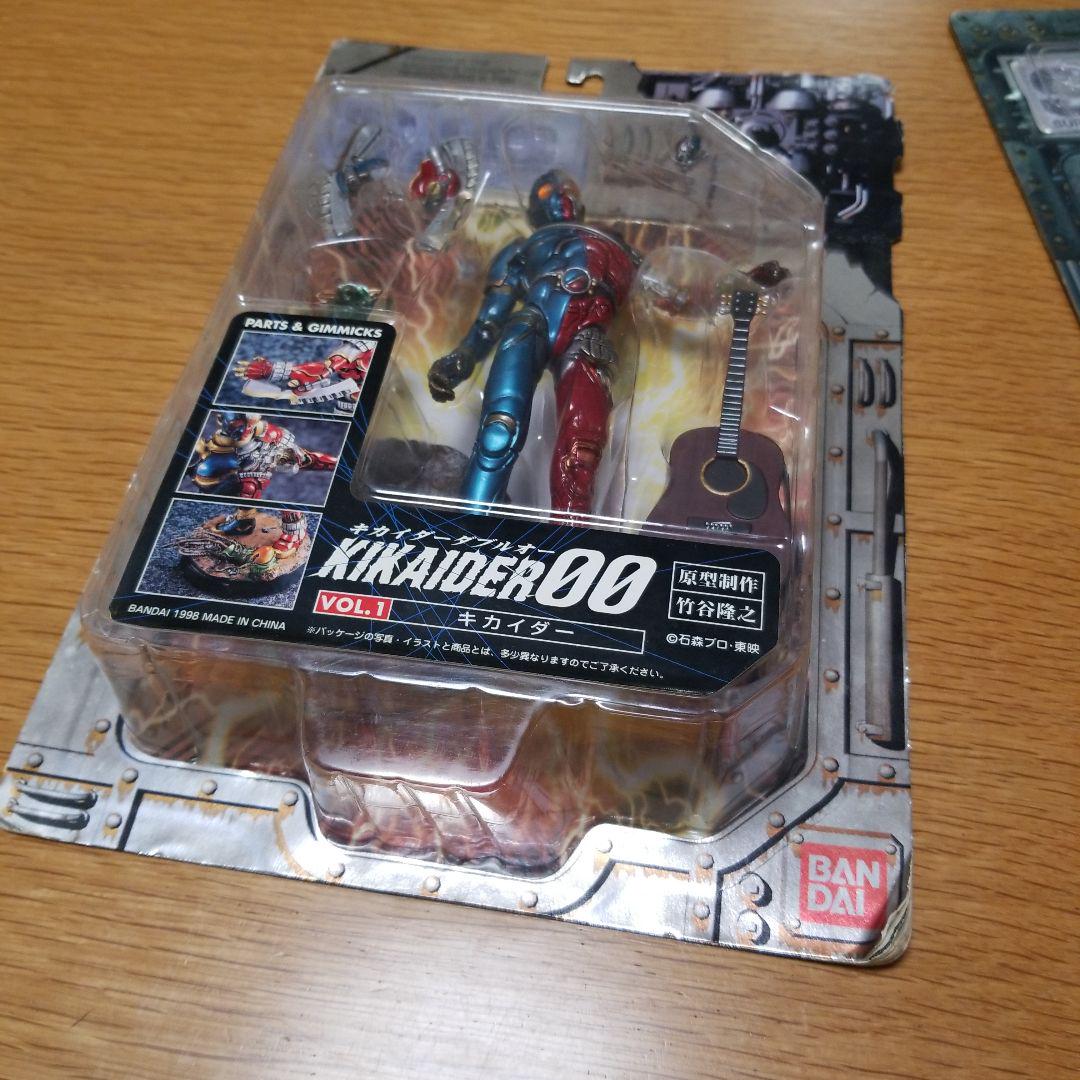 PARTS & GIMMICKS
キカイダーダブルオー
KIKAIDER00
VOL.1
キカイダー
原型制作
竹谷隆之
BANDAI 1998 MADE IN CHINA
※パッケージの写真・イラストと商品とは、多少異なりますのでご了承ください。
©石森プロ・東映
BAN
DAI